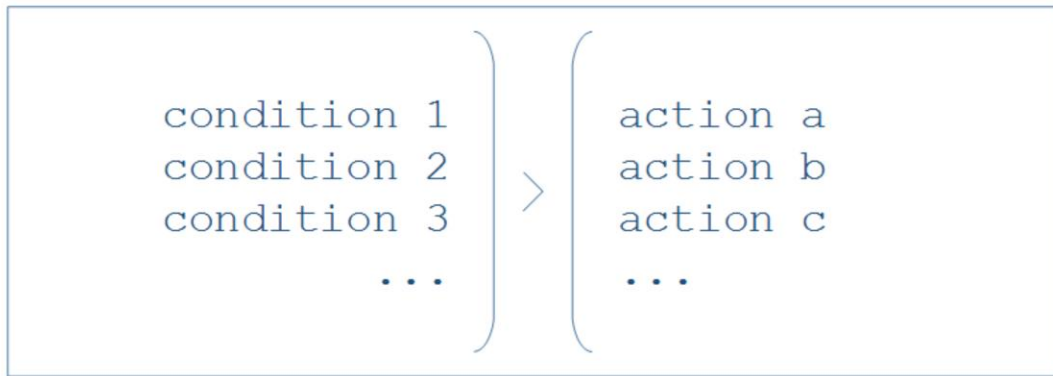 condition 1
condition 2
condition 3
...
>
action a
action b
action c
...